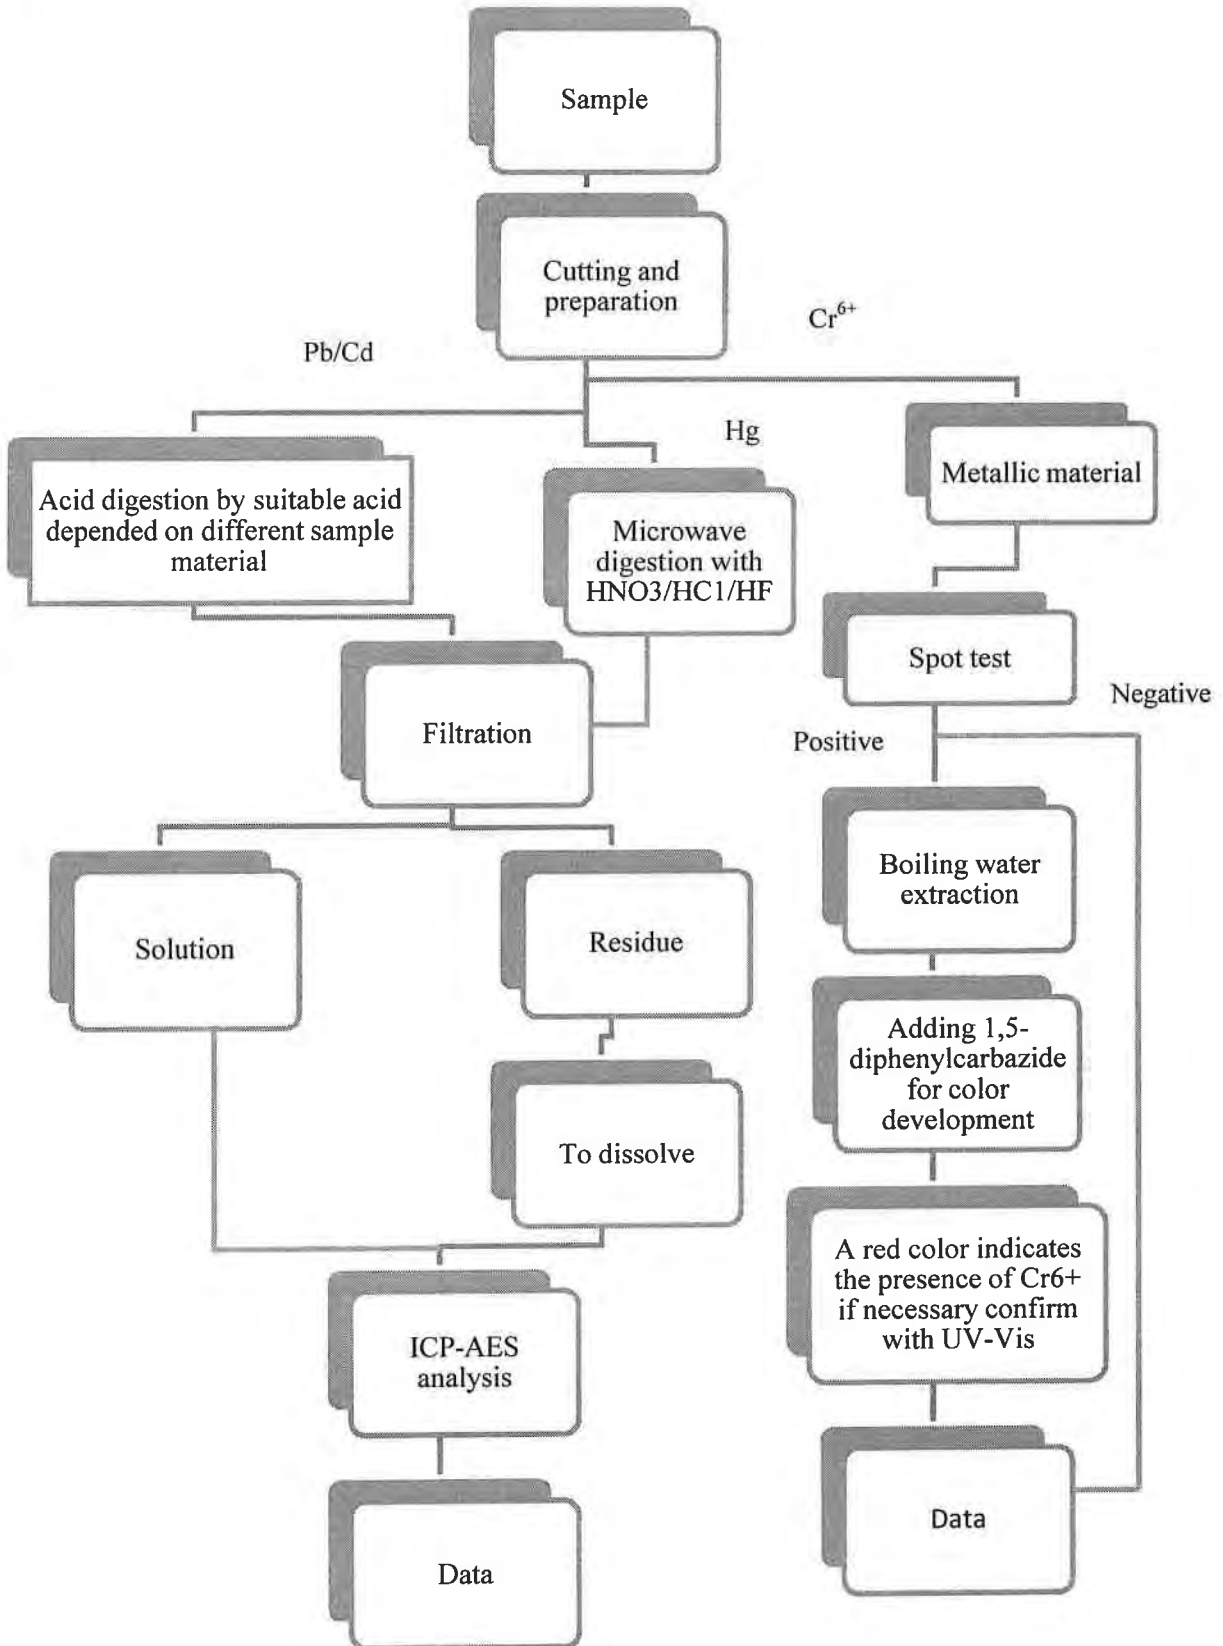 Sample
Cutting and
preparation
Cr6+
Pb/Cd
Hg
Metallic material
Acid digestion by suitable acid
depended on different sample
material
Microwave
digestion with
HNO3/HC1/HF
Spot test
Negative
Positive
Filtration
Boiling water
extraction
Solution
Residue
Adding 1,5-
diphenylcarbazide
for color
development
To dissolve
A red color indicates
the presence of Cr6+
if necessary confirm
with UV-Vis
ICP-AES
analysis
Data
Data